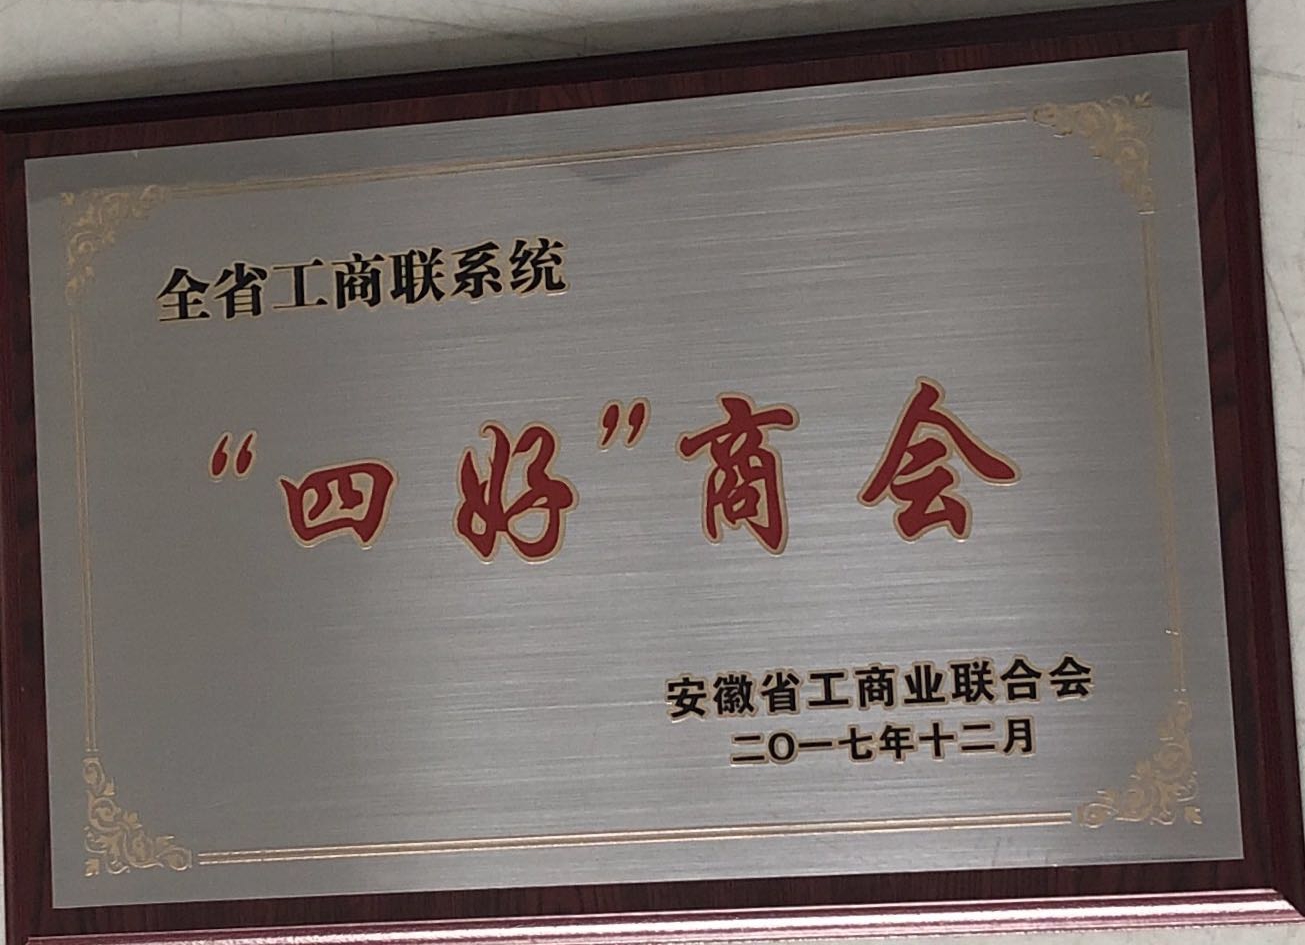 全省工商联系统
“四好”商会
安徽省工商业联合会
二〇一七年十二月